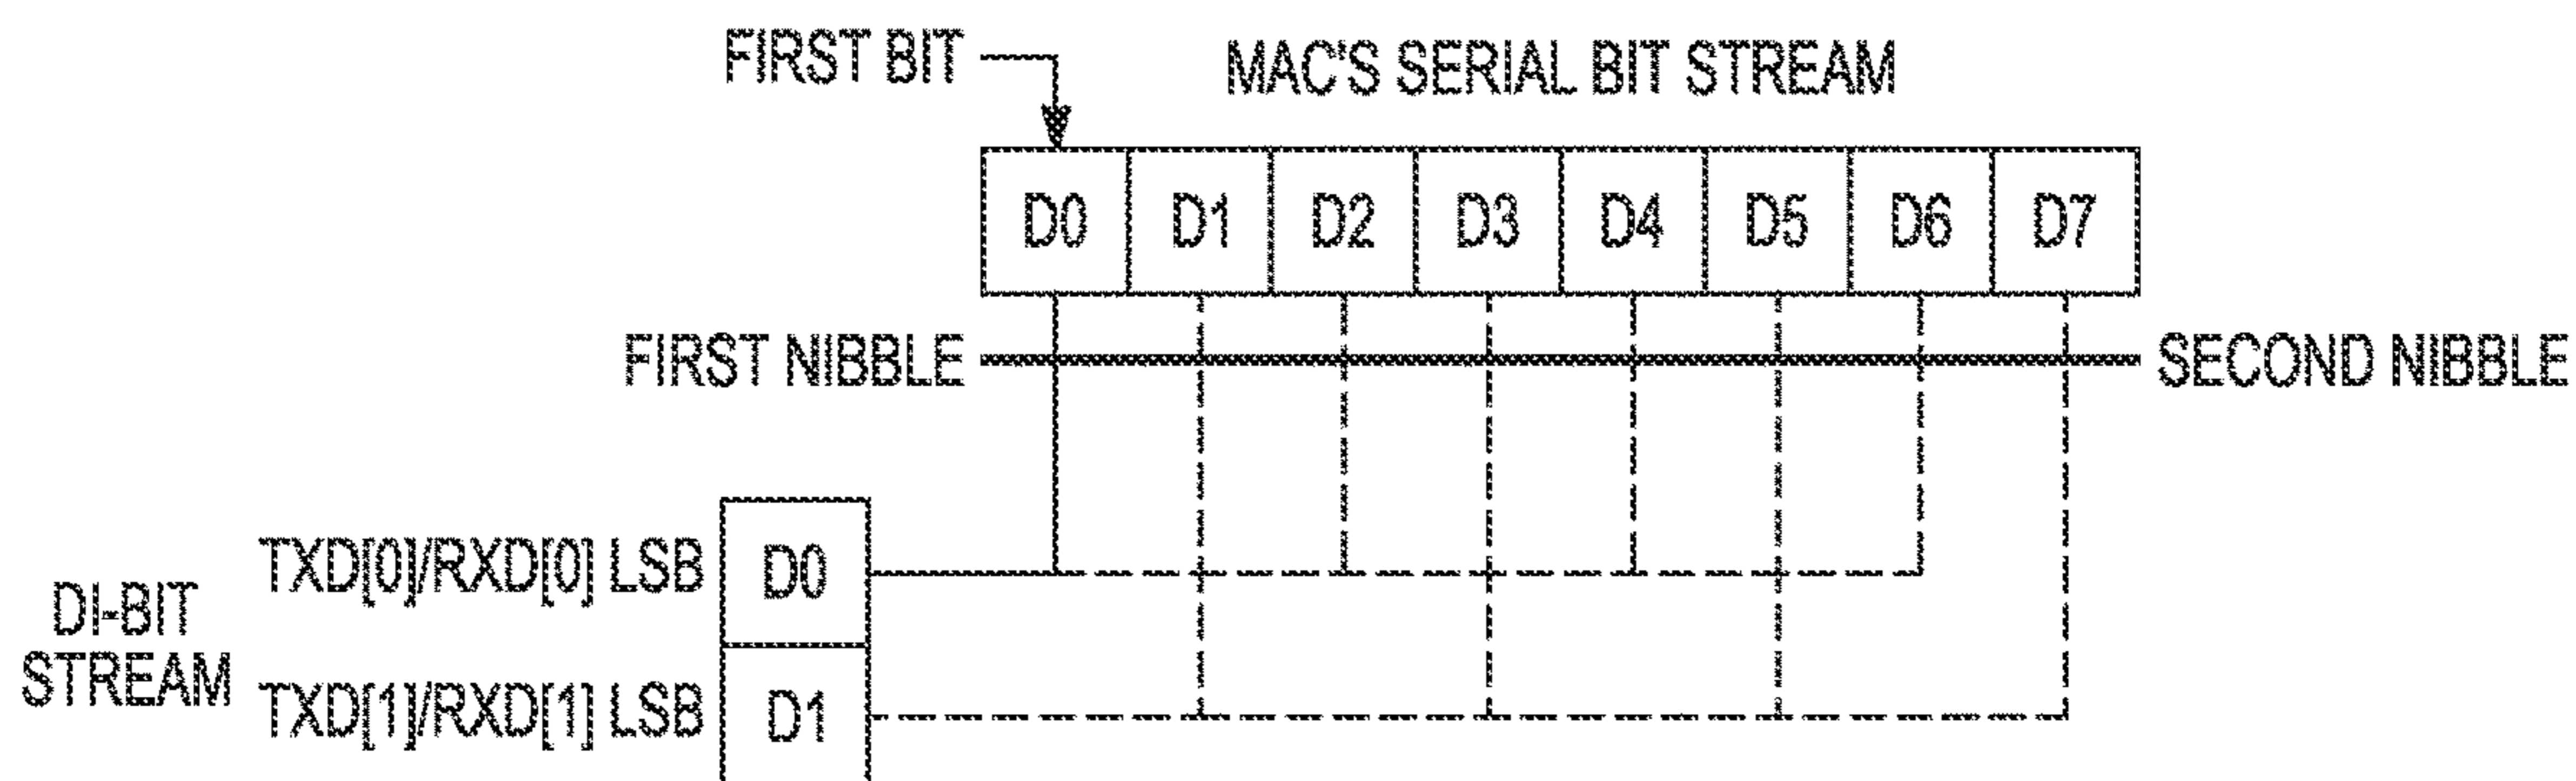 FIRST BIT
MAC'S SERIAL BIT STREAM
D0 D1 D2 D3 D4 D5 D6 D7
FIRST NIBBLE
SECOND NIBBLE
DI-BIT
STREAM
TXD[0]/RXD[0] LSB D0
TXD[1]/RXD[1] LSB D1